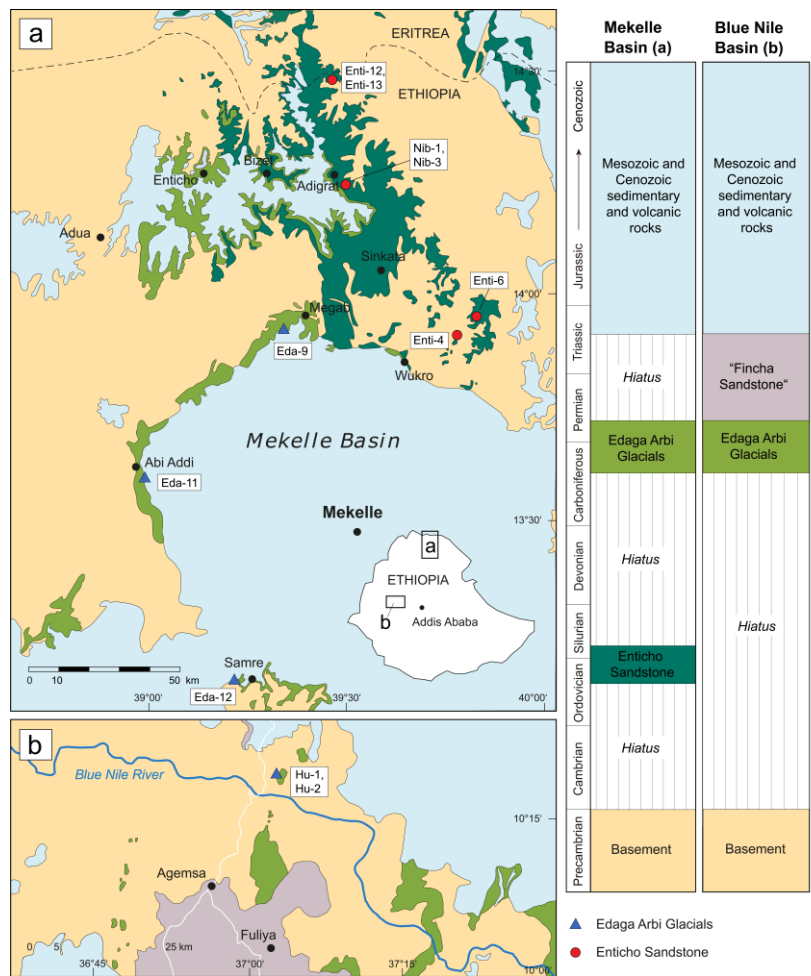 a
ERITREA
ETHIOPIA
14°30'
Enti-12,
Enti-13
Nib-1,
Nib-3
Bizet
Enticho
Adigrat
Adua
Sinkata
Enti-6
14°00'
Megab
Enti-4
Eda-9
Wukro
Mekelle Basin
Abi Addi
Eda-11
Mekelle
13°30'
a
ETHIOPIA
b
Addis Ababa
Samre
0 10 50 km
Eda-12
39°00'
39°30'
40°00'
b
Blue Nile River
Hu-1,
Hu-2
10°15'
Agemsa
Fuliya
0 5 25 km
36°45'
37°00'
37°15'
10°00'
Mekelle
Basin (a)
Blue Nile
Basin (b)
Cenozoic
Jurassic
Triassic
Permian
Carboniferous
Devonian
Silurian
Ordovician
Cambrian
Precambrian
Mesozoic and
Cenozoic
sedimentary
and volcanic
rocks
Hiatus
Edaga Arbi
Glacials
Hiatus
Enticho
Sandstone
Hiatus
Basement
Mesozoic and
Cenozoic
sedimentary
and volcanic
rocks
"Fincha
Sandstone"
Edaga Arbi
Glacials
Hiatus
Basement
Edaga Arbi Glacials
Enticho Sandstone